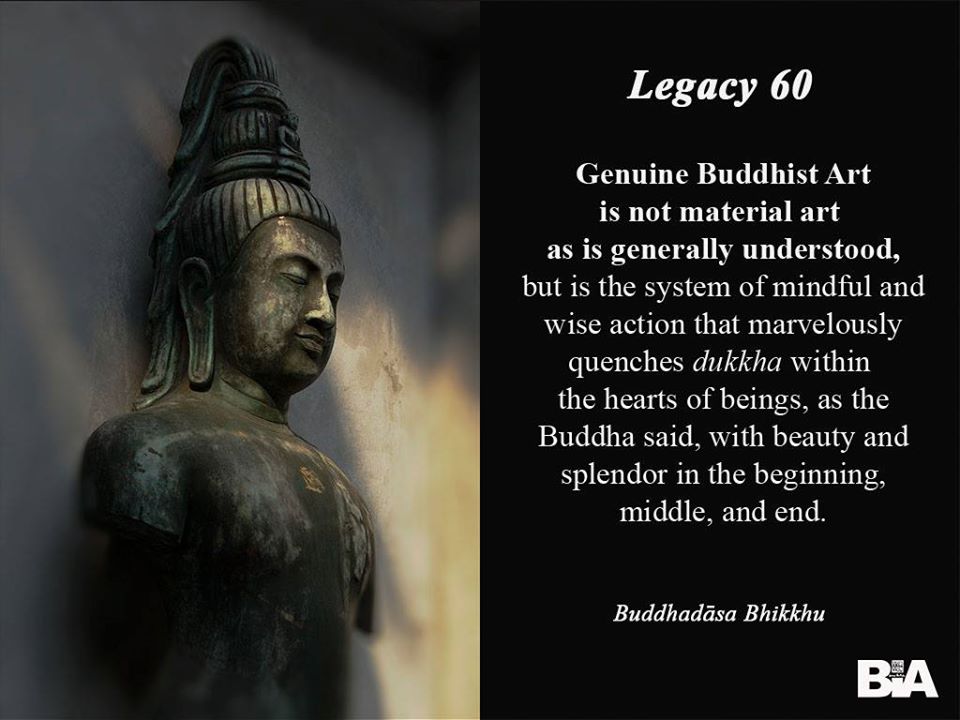 Legacy 60
Genuine Buddhist Art
is not material art
as is generally understood,
but is the system of mindful and
wise action that marvelously
quenches dukkha within
the hearts of beings, as the
Buddha said, with beauty and
splendor in the beginning,
middle, and end.
Buddhadāsa Bhikkhu
BIA